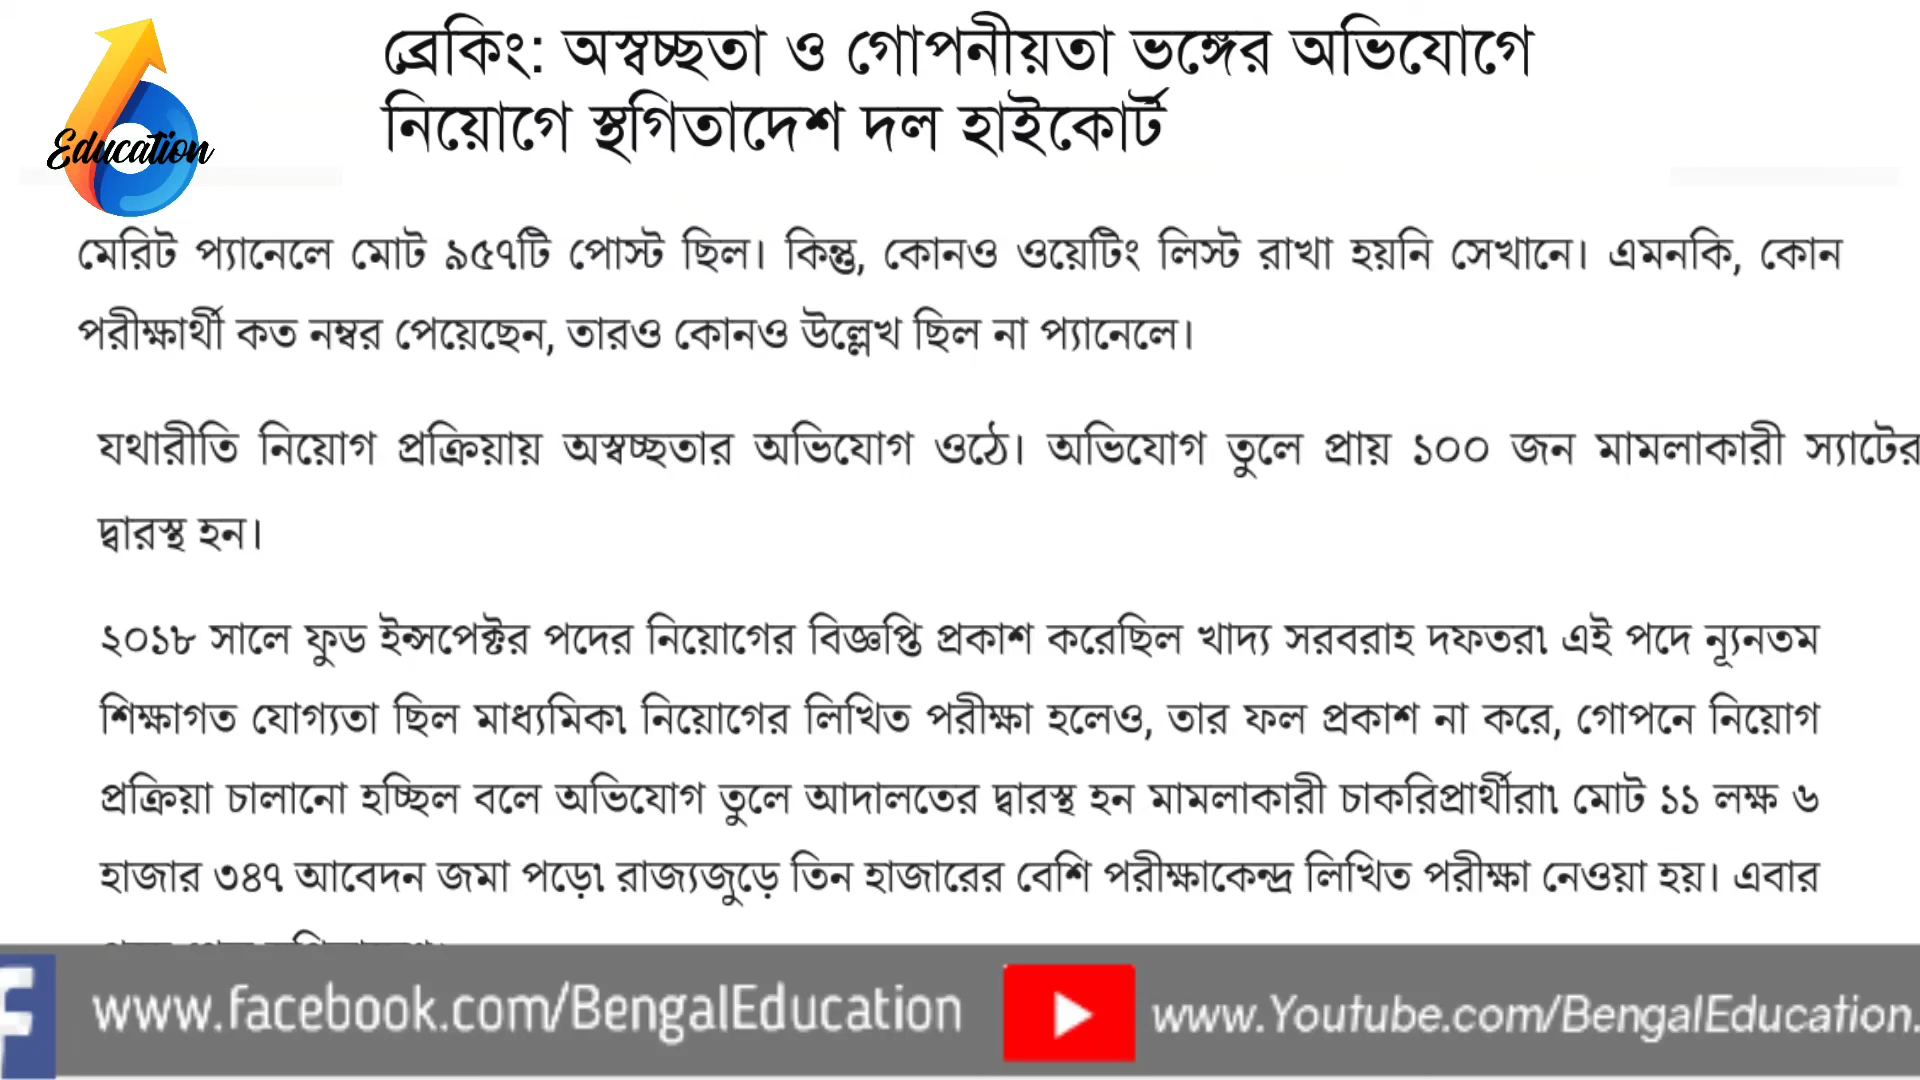 ব্রেকিং: অস্বচ্ছতা ও গোপনীয়তা ভঙ্গের অভিযোগে
নিয়োগে স্থগিতাদেশ দল হাইকোর্ট
Education
মেরিট প্যানেলে মোট ৯৫৭টি পোস্ট ছিল। কিন্তু, কোনও ওয়েটিং লিস্ট রাখা হয়নি সেখানে। এমনকি, কোন
পরীক্ষার্থী কত নম্বর পেয়েছেন, তারও কোনও উল্লেখ ছিল না প্যানেলে।
যথারীতি নিয়োগ প্রক্রিয়ায় অস্বচ্ছতার অভিযোগ ওঠে। অভিযোগ তুলে প্রায় ১০০ জন মামলাকারী স্যাটের
দ্বারস্থ হন।
২০১৮ সালে ফুড ইন্সপেক্টর পদের নিয়োগের বিজ্ঞপ্তি প্রকাশ করেছিল খাদ্য সরবরাহ দফতর৷ এই পদে ন্যূনতম
শিক্ষাগত যোগ্যতা ছিল মাধ্যমিক৷ নিয়োগের লিখিত পরীক্ষা হলেও, তার ফল প্রকাশ না করে, গোপনে নিয়োগ
প্রক্রিয়া চালানো হচ্ছিল বলে অভিযোগ তুলে আদালতের দ্বারস্থ হন মামলাকারী চাকরিপ্রার্থীরা৷ মোট ১১ লক্ষ ৬
হাজার ৩৪৭ আবেদন জমা পড়ে৷ রাজ্যজুড়ে তিন হাজারের বেশি পরীক্ষাকেন্দ্র লিখিত পরীক্ষা নেওয়া হয়। এবার
www.facebook.com/BengalEducation
www.Youtube.com/BengalEducation.